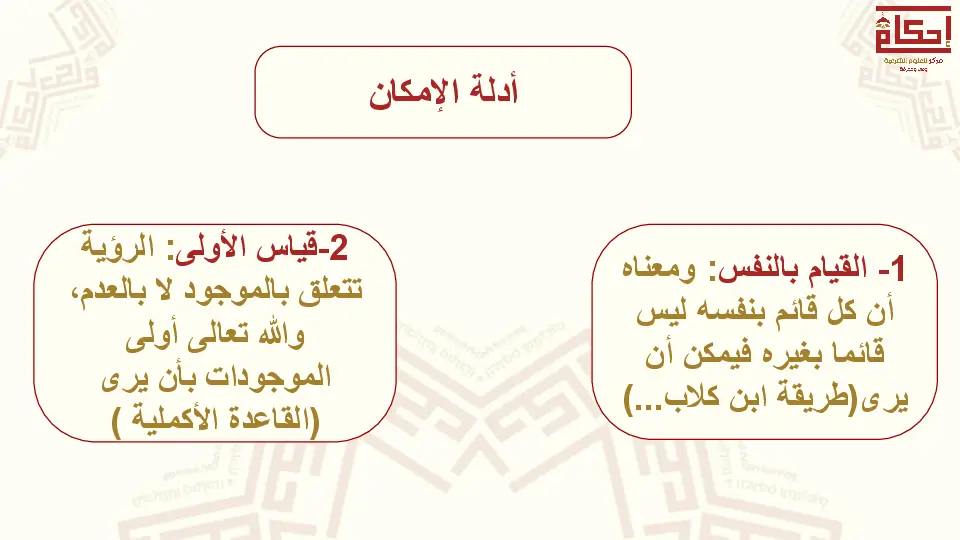 إحكام
مركز للعلوم الشرعية
وعي ومعرفة
أدلة الإمكان
1- القيام بالنفس: ومعناه
أن كل قائم بنفسه ليس
قائما بغيره فيمكن أن
يرى(طريقة ابن كلاب...)
2-قياس الأولى: الرؤية
تتعلق بالموجود لا بالعدم،
والله تعالى أولى
الموجودات بأن يرى
(القاعدة الأكملية )